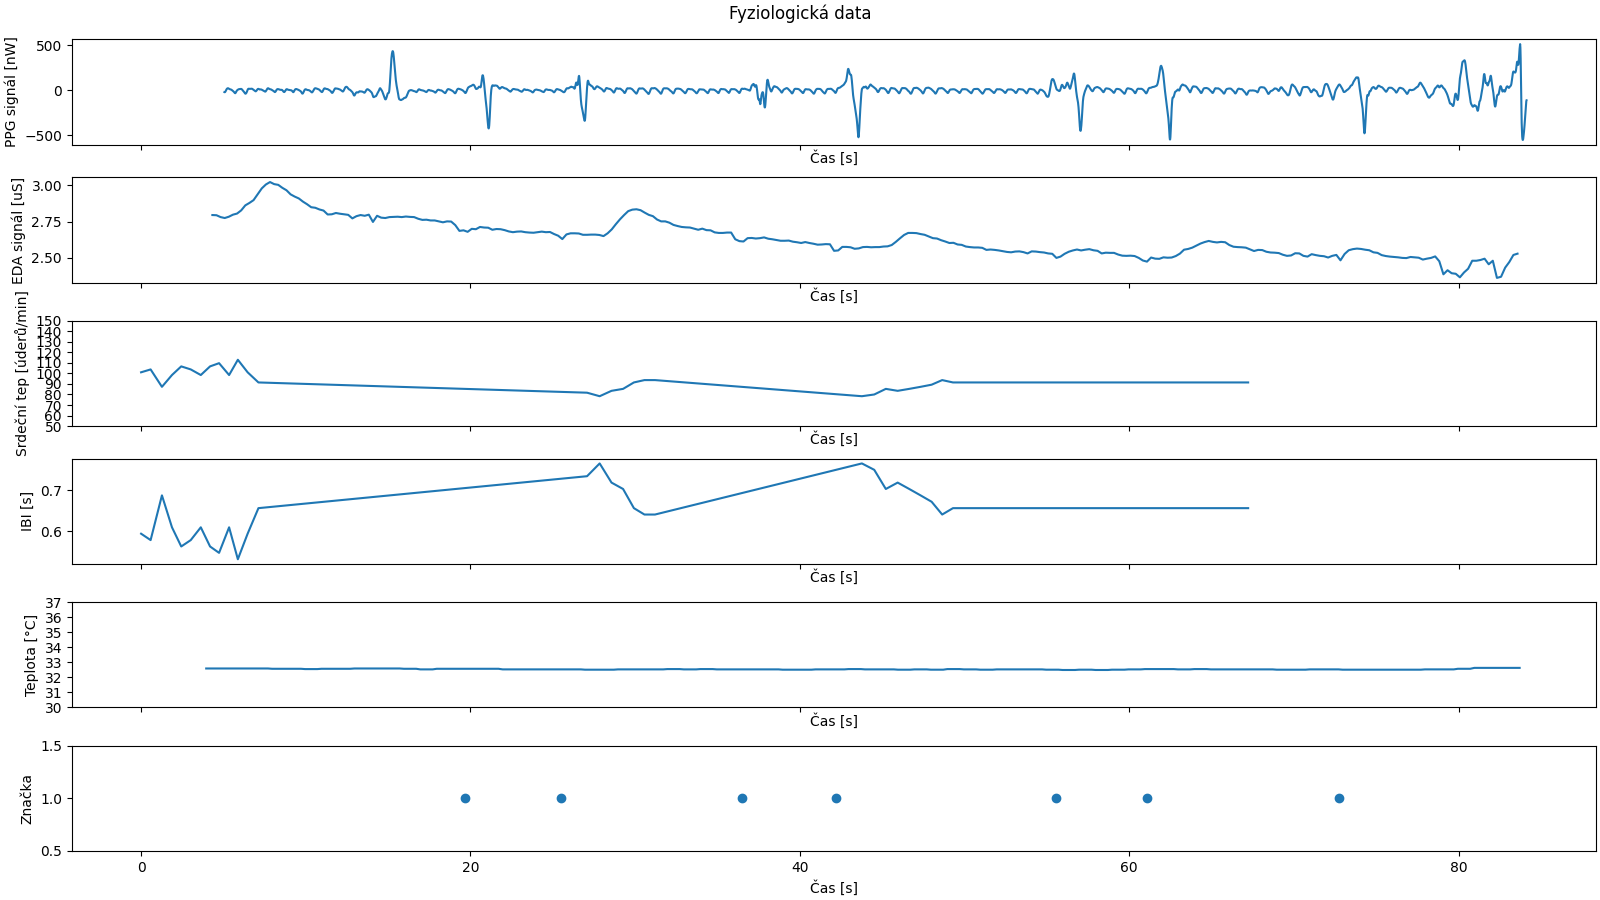 Fyziologická data
PPG signál [nW]
500
0
−500
Čas [s]
EDA signál [uS]
3.00
2.75
2.50
Čas [s]
Srdeční tep [úderů/min]
150
140
130
120
110
100
90
80
70
60
50
Čas [s]
IBI [s]
0.7
0.6
Čas [s]
Teplota [°C]
37
36
35
34
33
32
31
30
Čas [s]
Značka
1.5
1.0
0.5
0 20 40 60 80
Čas [s]